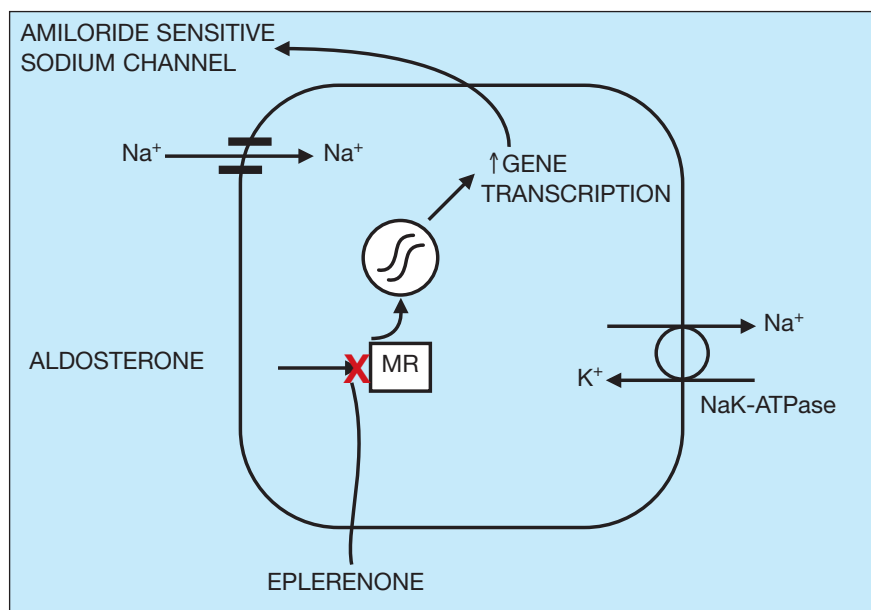 AMILORIDE SENSITIVE
SODIUM CHANNEL
Na⁺
Na⁺
↑GENE
TRANSCRIPTION
ALDOSTERONE
X
MR
Na⁺
K⁺
NaK-ATPase
EPLERENONE